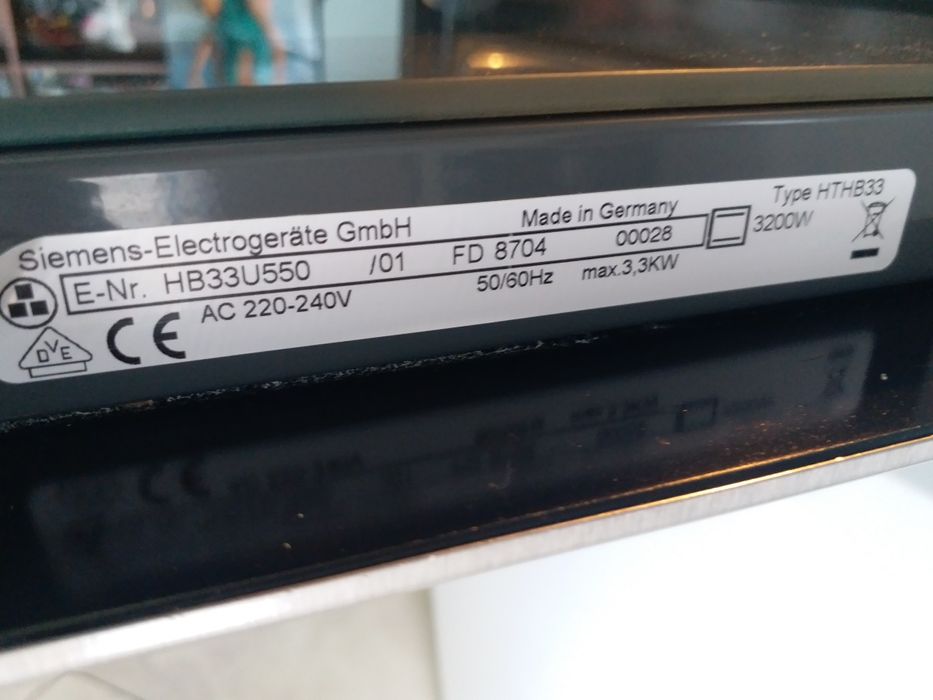 Siemens-Electrogeräte GmbH Made in Germany Type HTHB33
E-Nr. HB33U550 /01 FD 8704 00028 3200W
AC 220-240V 50/60Hz max.3,3KW
DVE
CE